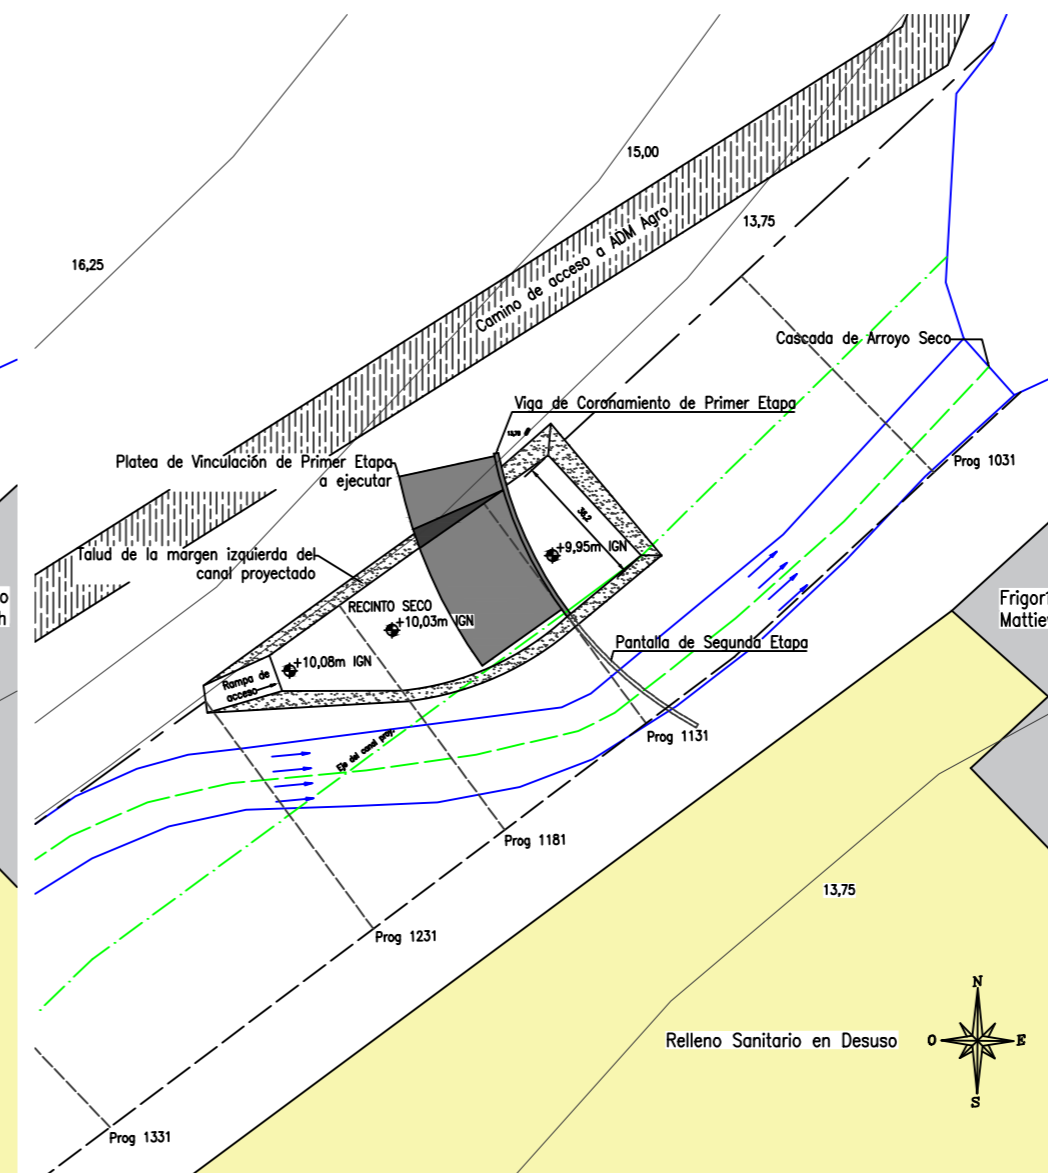 15,00
13,75
16,25
Camino de acceso a ADM Agro
Cascada de Arroyo Seco
Viga de Coronamiento de Primer Etapa
Platea de Vinculación de Primer Etapa
a ejecutar
Prog 1031
38,2
+9,95m IGN
Talud de la márgen izquierda del
canal proyectado
RECINTO SECO
+10,03m IGN
+10,08m IGN
Rampa de
acceso
Pantalla de Segunda Etapa
Eje del canal proy.
Prog 1131
Prog 1181
Prog 1231
Prog 1331
13,75
Relleno Sanitario en Desuso
N
O
E
S